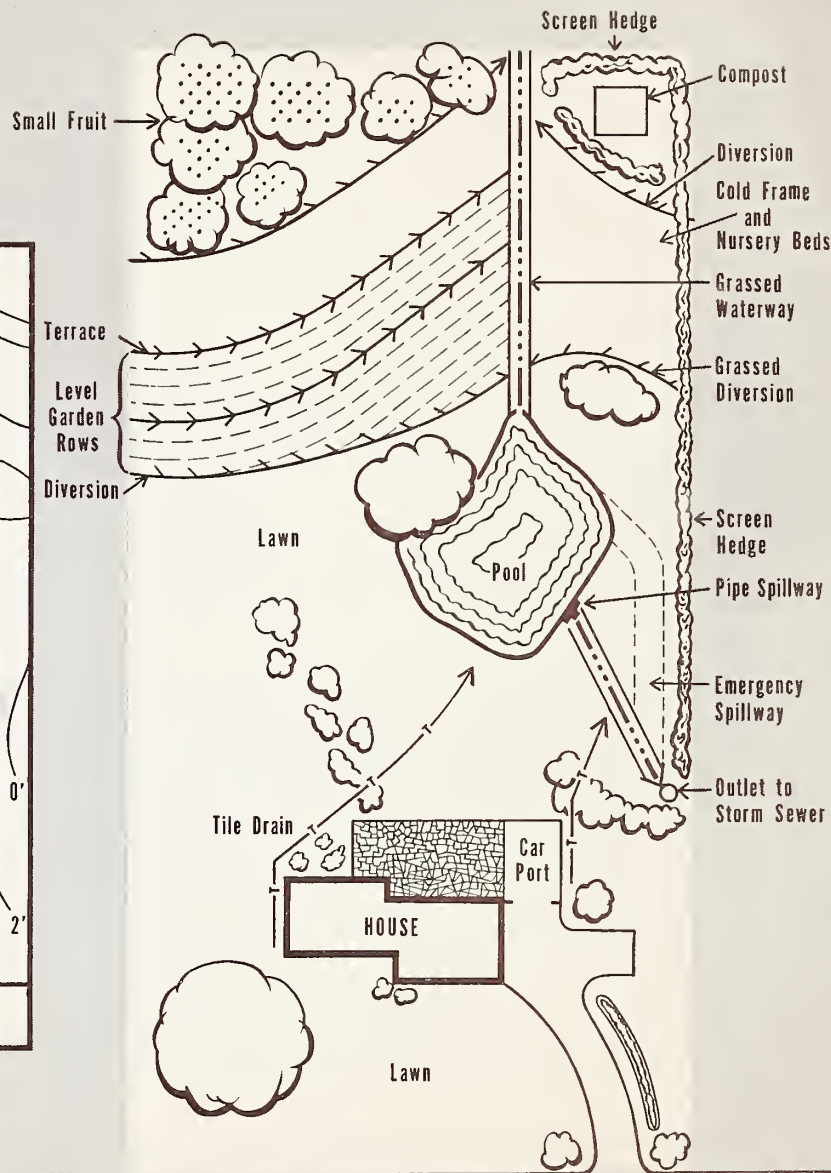 Screen Hedge
Compost
Small Fruit
Diversion
Cold Frame
and
Nursery Beds
Grassed
Waterway
Terrace
Level
Garden
Rows
Grassed
Diversion
Diversion
Lawn
Screen
Hedge
Pool
Pipe Spillway
Emergency
Spillway
0'
Outlet to
Storm Sewer
Tile Drain
T
T
T
T
T
T
Car
Port
HOUSE
2'
Lawn